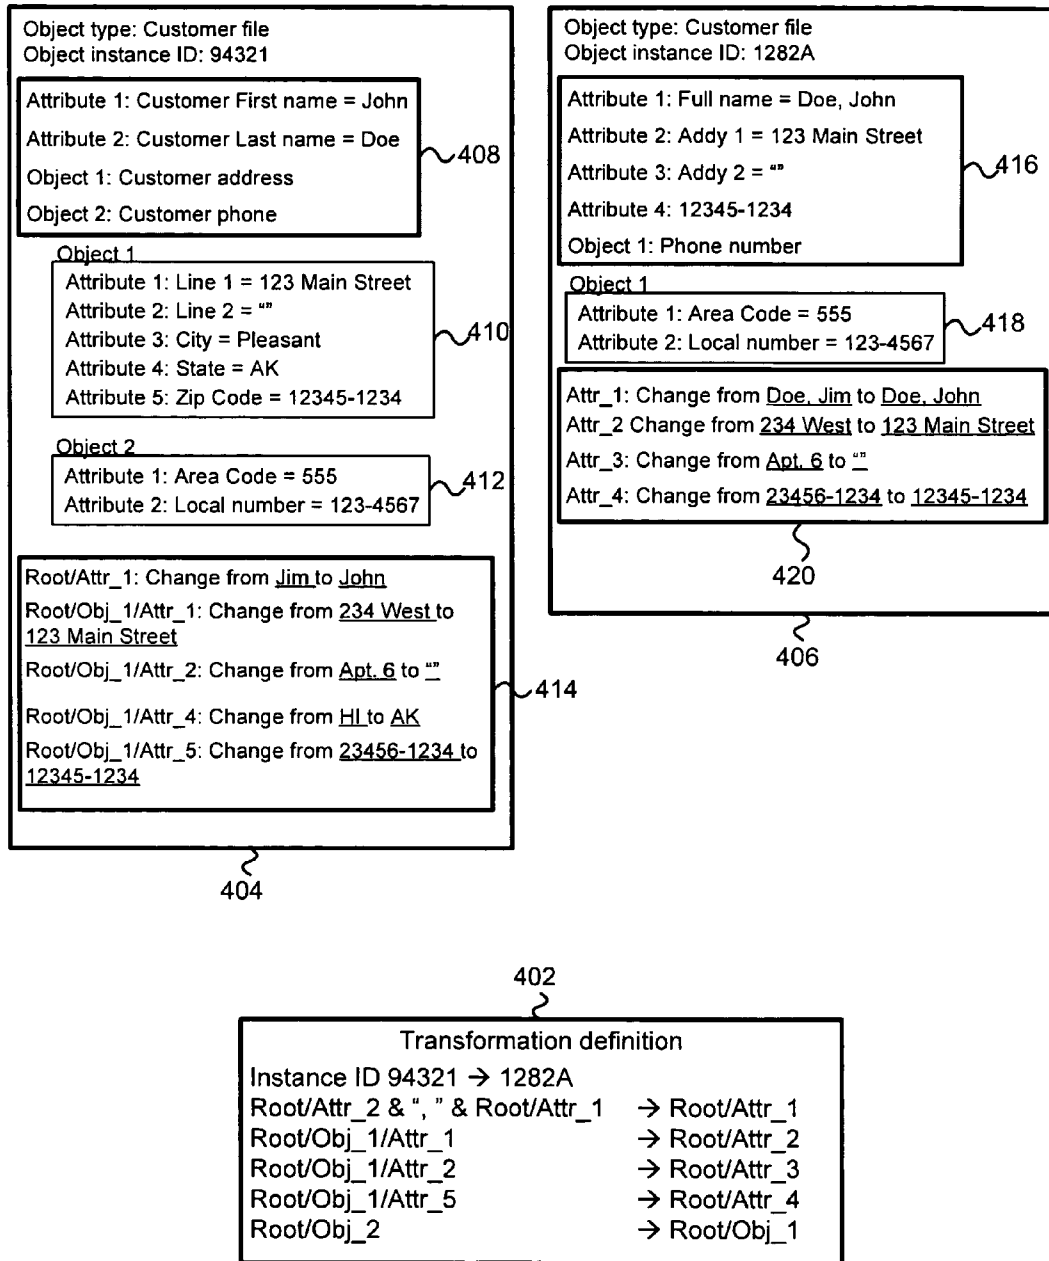 Object type: Customer file
Object instance ID: 94321
Attribute 1: Customer First name = John
Attribute 2: Customer Last name = Doe
Object 1: Customer address
Object 2: Customer phone
408
Object 1
Attribute 1: Line 1 = 123 Main Street
Attribute 2: Line 2 = “”
Attribute 3: City = Pleasant
Attribute 4: State = AK
Attribute 5: Zip Code = 12345-1234
410
Object 2
Attribute 1: Area Code = 555
Attribute 2: Local number = 123-4567
412
Root/Attr_1: Change from Jim to John
Root/Obj_1/Attr_1: Change from 234 West to
123 Main Street
Root/Obj_1/Attr_2: Change from Apt. 6 to “”
Root/Obj_1/Attr_4: Change from HI to AK
Root/Obj_1/Attr_5: Change from 23456-1234 to
12345-1234
414
404
Object type: Customer file
Object instance ID: 1282A
Attribute 1: Full name = Doe, John
Attribute 2: Addy 1 = 123 Main Street
Attribute 3: Addy 2 = “”
Attribute 4: 12345-1234
Object 1: Phone number
416
Object 1
Attribute 1: Area Code = 555
Attribute 2: Local number = 123-4567
418
Attr_1: Change from Doe, Jim to Doe, John
Attr_2 Change from 234 West to 123 Main Street
Attr_3: Change from Apt. 6 to “”
Attr_4: Change from 23456-1234 to 12345-1234
420
406
402
Transformation definition
Instance ID 94321 → 1282A
Root/Attr_2 & “, ” & Root/Attr_1 → Root/Attr_1
Root/Obj_1/Attr_1 → Root/Attr_2
Root/Obj_1/Attr_2 → Root/Attr_3
Root/Obj_1/Attr_5 → Root/Attr_4
Root/Obj_2 → Root/Obj_1